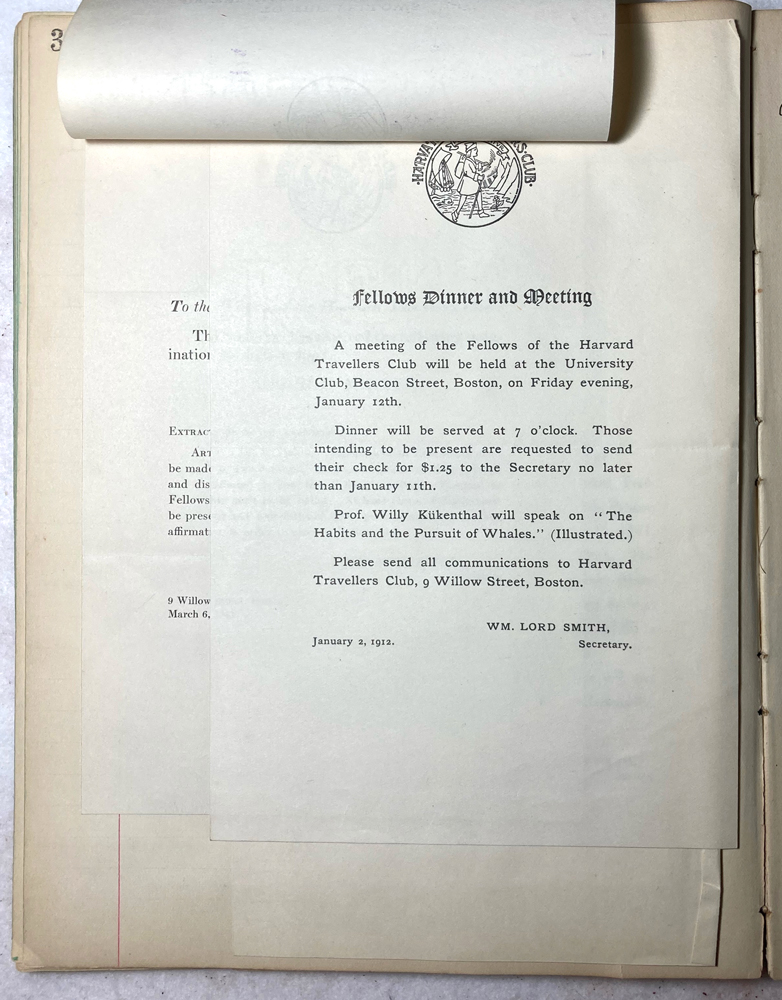 3
·HARVA
RS·CLUB·
Fellows Dinner and Meeting
A meeting of the Fellows of the Harvard
Travellers Club will be held at the University
Club, Beacon Street, Boston, on Friday evening,
January 12th.
Dinner will be served at 7 o'clock. Those
intending to be present are requested to send
their check for $1.25 to the Secretary no later
than January 11th.
Prof. Willy Kükenthal will speak on "The
Habits and the Pursuit of Whales." (Illustrated.)
Please send all communications to Harvard
Travellers Club, 9 Willow Street, Boston.
WM. LORD SMITH,
January 2, 1912. Secretary.
To the
Th
ination
EXTRAC
ART
be made
and dis
Fellows
be prese
affirmat
9 Willow
March 6,